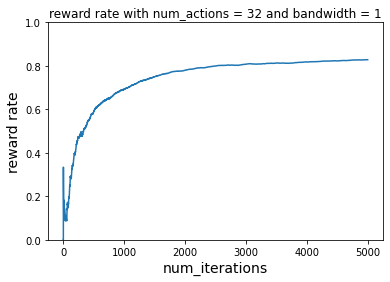 reward rate with num_actions = 32 and bandwidth = 1
1.0
0.8
0.6
0.4
0.2
0.0
reward rate
0 1000 2000 3000 4000 5000
num_iterations